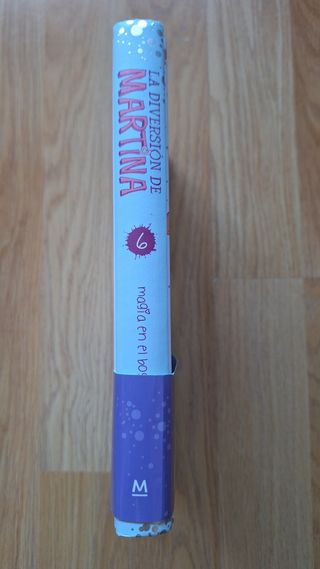 LA DIVERSIÓN DE
MARTINA
6
magia en el bo
M